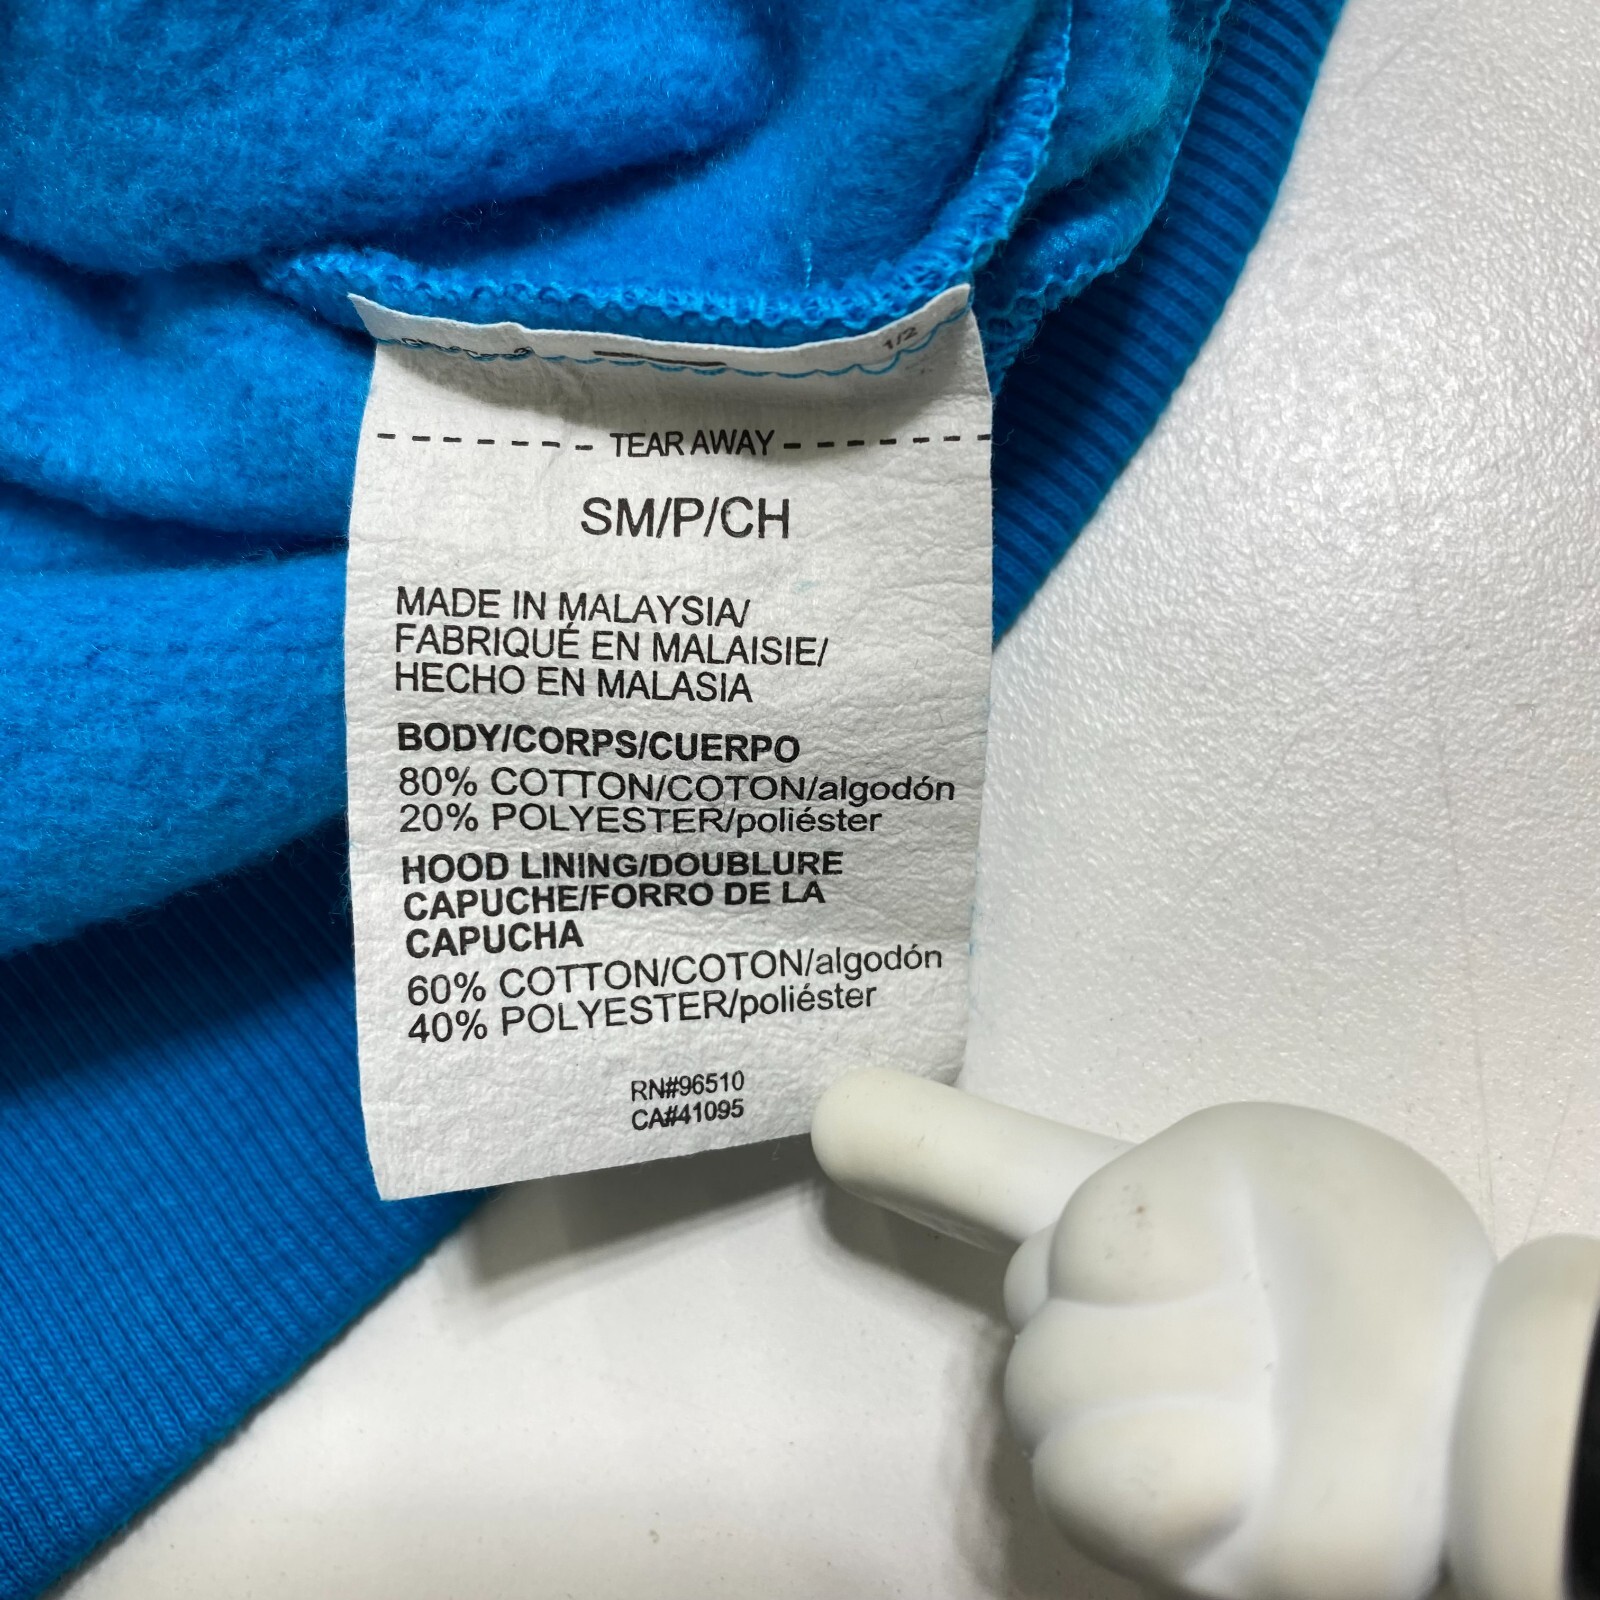 1/2
TEAR AWAY
SM/P/CH
MADE IN MALAYSIA/
FABRIQUÉ EN MALAISIE/
HECHO EN MALASIA
BODY/CORPS/CUERPO
80% COTTON/COTON/algodón
20% POLYESTER/poliéster
HOOD LINING/DOUBLURE
CAPUCHE/FORRO DE LA
CAPUCHA
60% COTTON/COTON/algodón
40% POLYESTER/poliéster
RN#96510
CA#41095